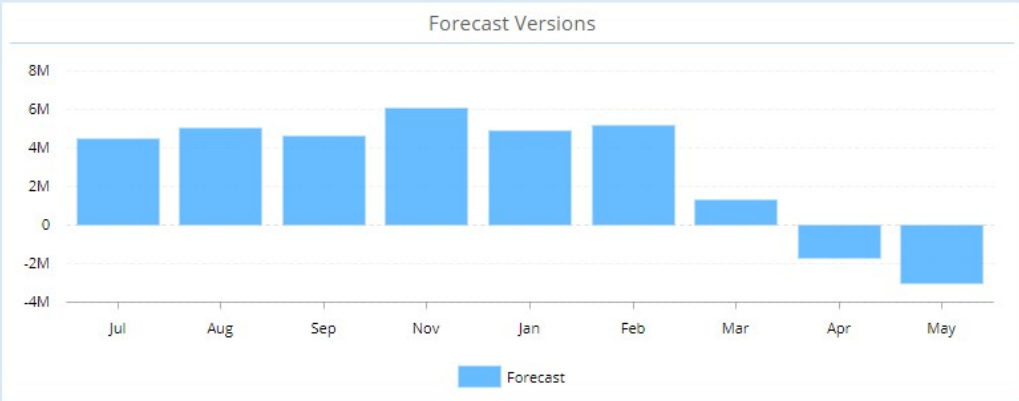 Forecast Versions
8M
6M
4M
2M
0
-2M
-4M
Jul Aug Sep Nov Jan Feb Mar Apr May
Forecast